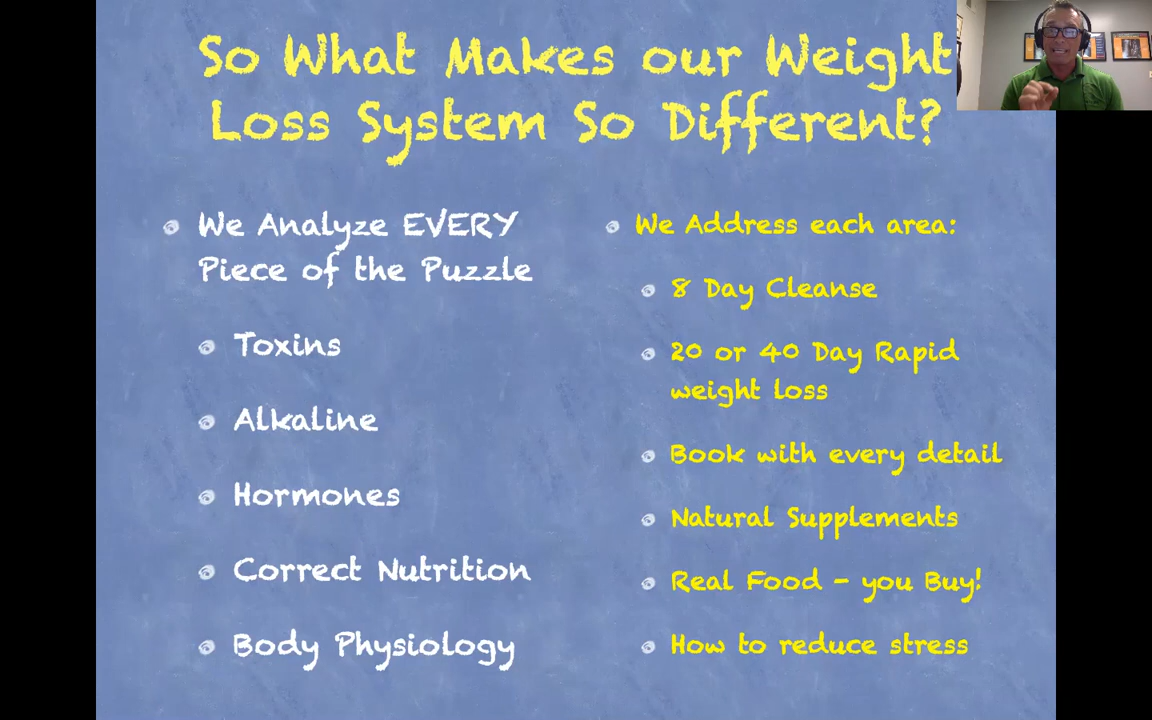 So What Makes our Weight
Loss System So Different?
We Analyze EVERY
Piece of the Puzzle
Toxins
Alkaline
Hormones
Correct Nutrition
Body Physiology
We Address each area:
8 Day Cleanse
20 or 40 Day Rapid
weight loss
Book with every detail
Natural Supplements
Real Food - you Buy!
How to reduce stress